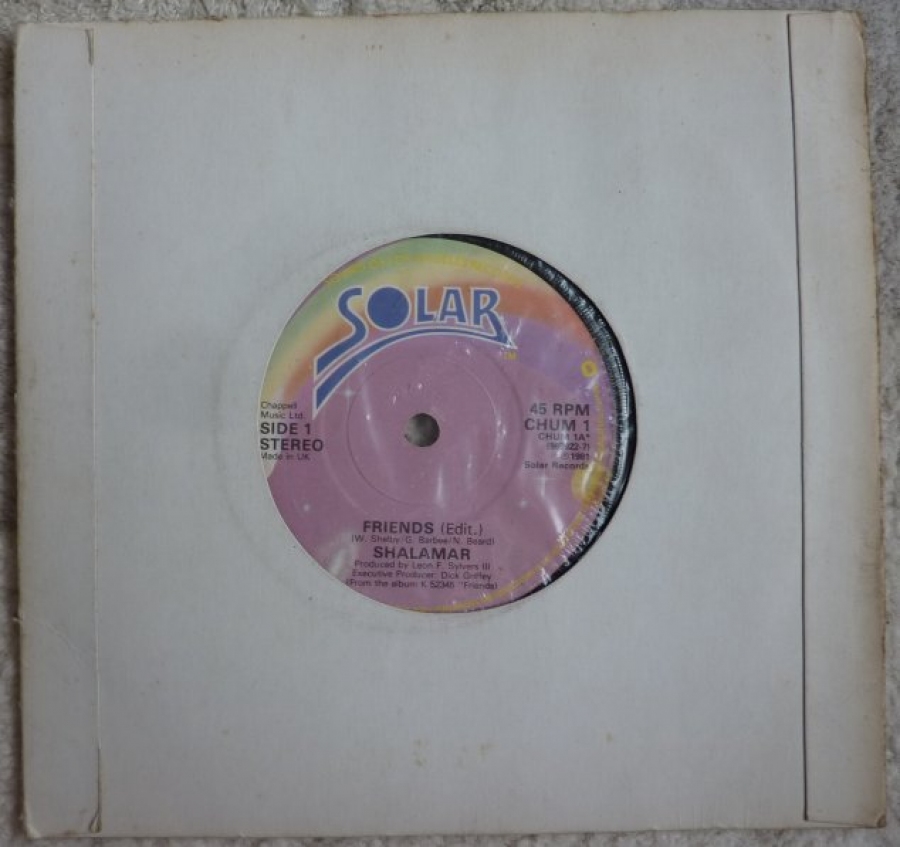 SOLAR
TM
Chappell
Music Ltd.
SIDE 1
STEREO
Made in UK
45 RPM
CHUM 1
CHUM 1A*
℗ 1981
Solar Records
FRIENDS (Edit.)
(W. Shelby/G. Barbee/N. Beard)
SHALAMAR
Produced by Leon F. Sylvers III
Executive Producer: Dick Griffey
(From the album K 52345 "Friends)